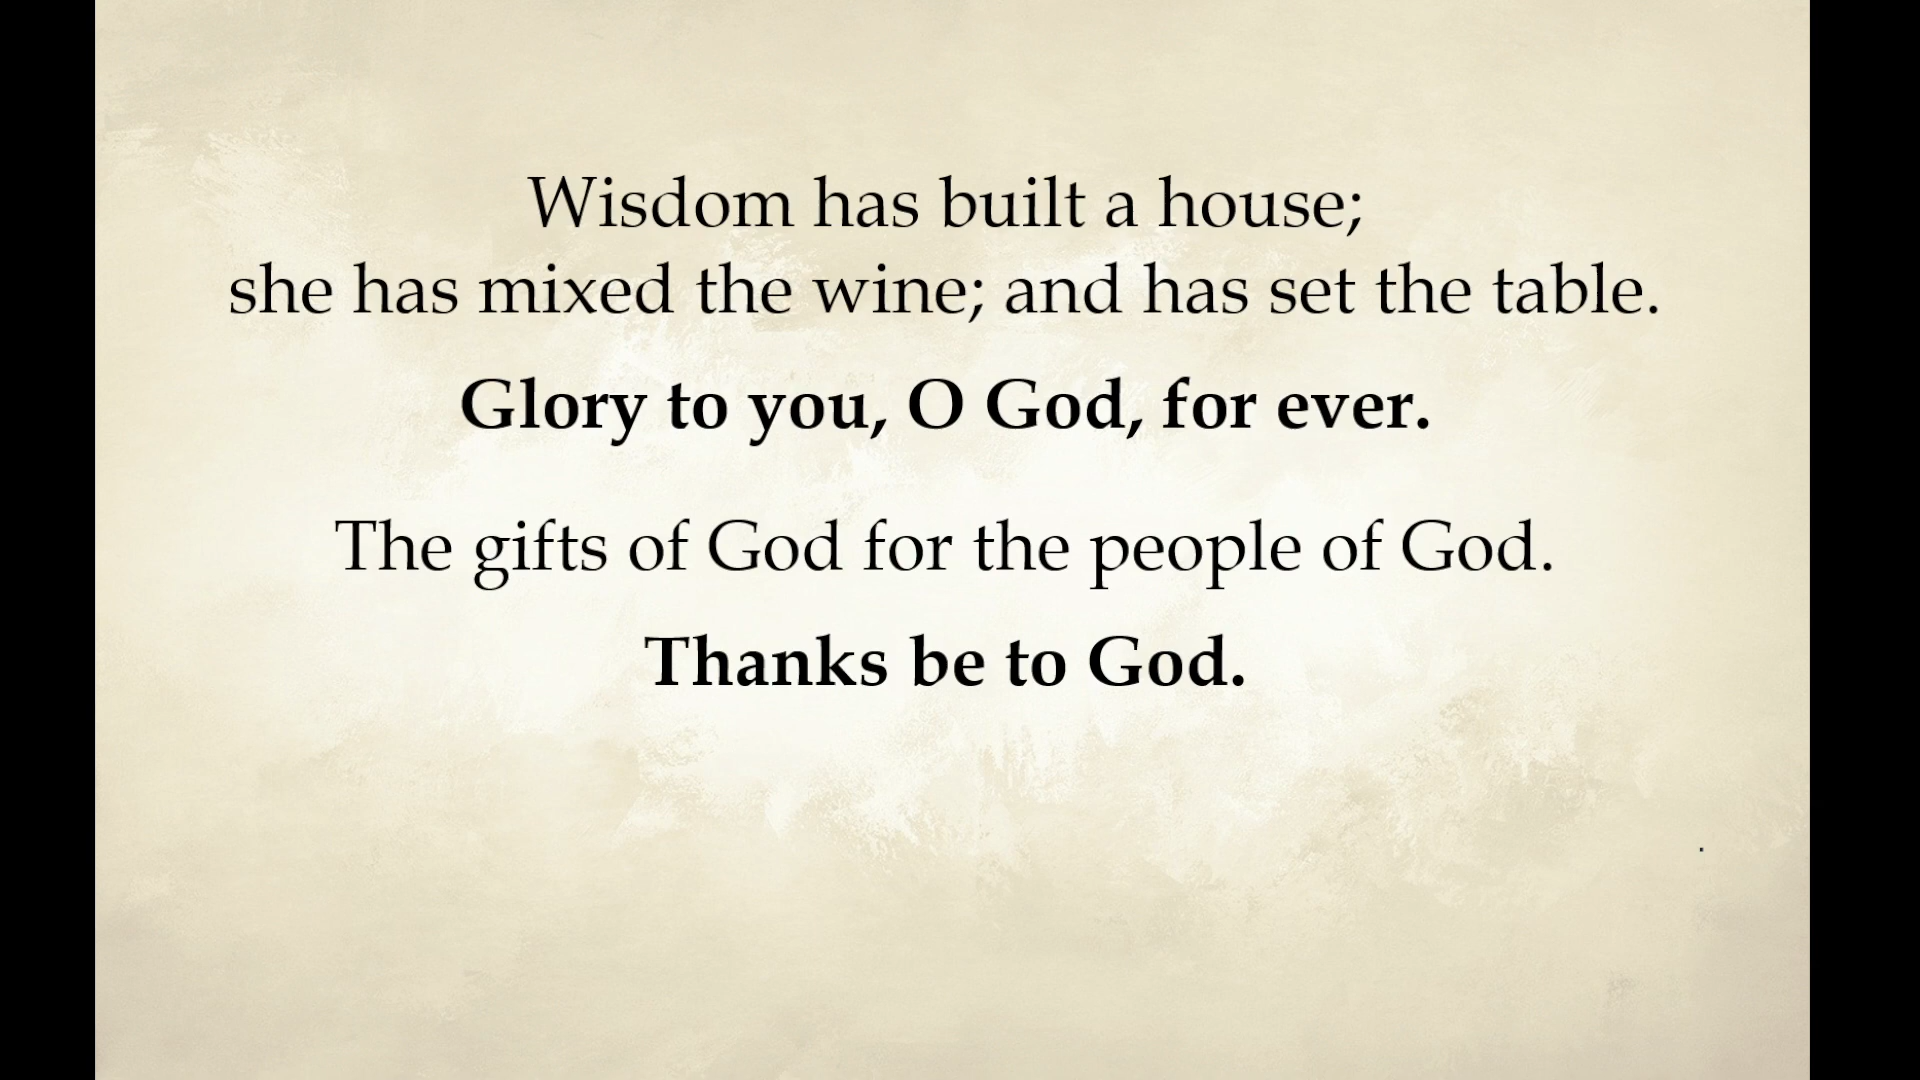 Wisdom has built a house;
she has mixed the wine; and has set the table.
Glory to you, O God, for ever.
The gifts of God for the people of God.
Thanks be to God.
.